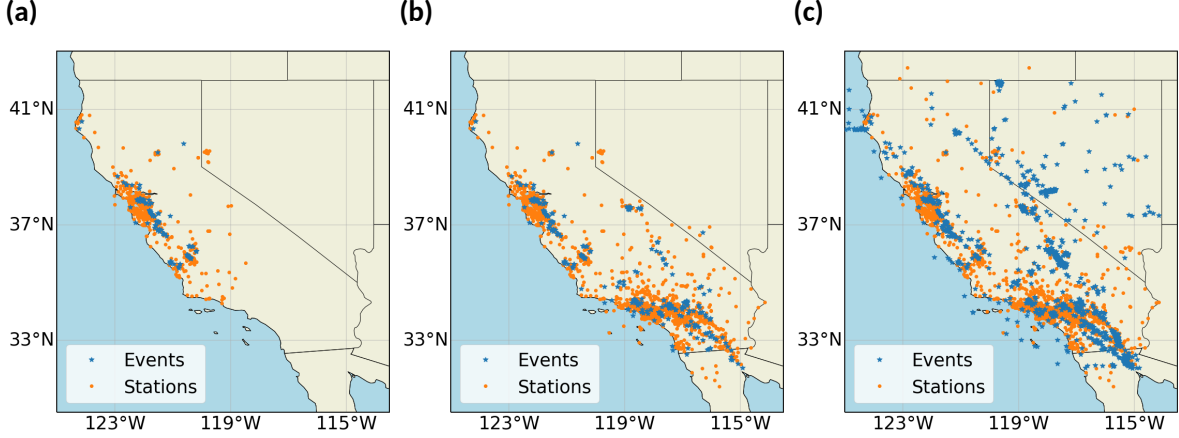 (a) (b) (c)
41°N 41°N 41°N
37°N 37°N 37°N
33°N 33°N 33°N
Events Events Events
Stations Stations Stations
123°W 119°W 115°W 123°W 119°W 115°W 123°W 119°W 115°W